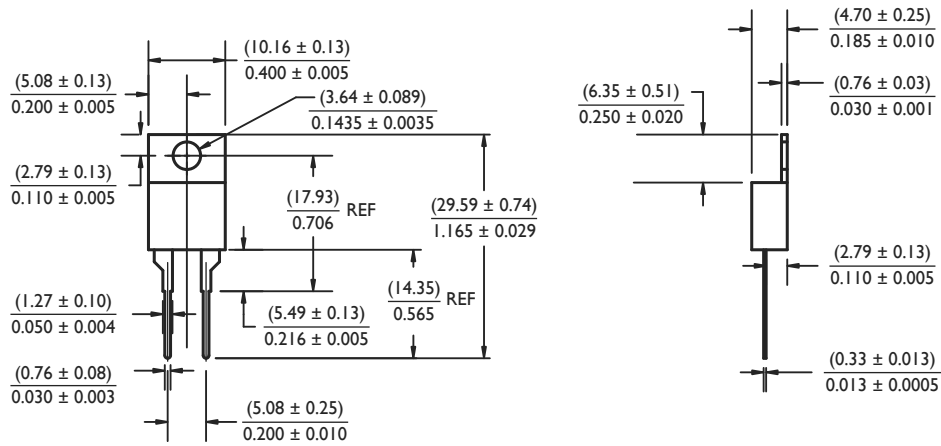 (10.16 ± 0.13)
0.400 ± 0.005
(5.08 ± 0.13)
0.200 ± 0.005
(3.64 ± 0.089)
0.1435 ± 0.0035
(2.79 ± 0.13)
0.110 ± 0.005
(17.93)
0.706
REF
(29.59 ± 0.74)
1.165 ± 0.029
(14.35)
0.565
REF
(1.27 ± 0.10)
0.050 ± 0.004
(5.49 ± 0.13)
0.216 ± 0.005
(0.76 ± 0.08)
0.030 ± 0.003
(5.08 ± 0.25)
0.200 ± 0.010
(4.70 ± 0.25)
0.185 ± 0.010
(0.76 ± 0.03)
0.030 ± 0.001
(6.35 ± 0.51)
0.250 ± 0.020
(2.79 ± 0.13)
0.110 ± 0.005
(0.33 ± 0.013)
0.013 ± 0.0005